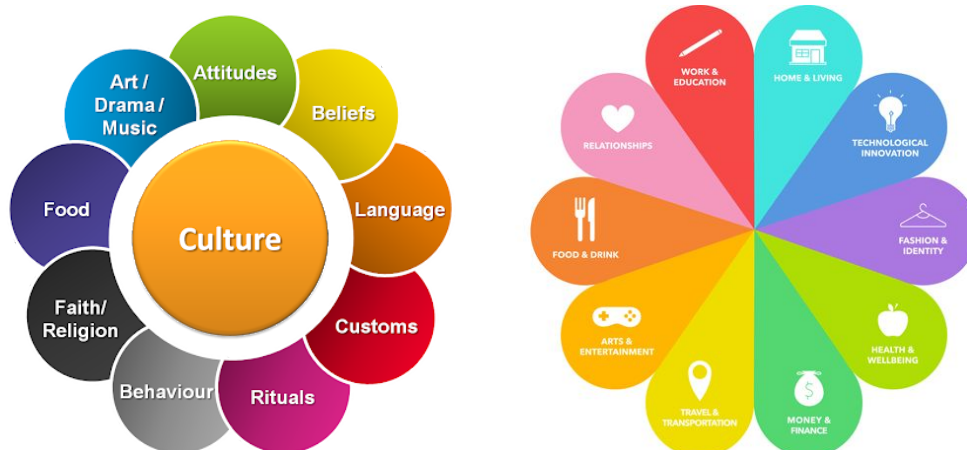 Attitudes
Beliefs
Language
Customs
Rituals
Behaviour
Faith/
Religion
Food
Art /
Drama /
Music
Culture
HOME & LIVING
TECHNOLOGICAL
INNOVATION
FASHION &
IDENTITY
HEALTH &
WELLBEING
MONEY &
FINANCE
TRAVEL &
TRANSPORTATION
ARTS &
ENTERTAINMENT
FOOD & DRINK
RELATIONSHIPS
WORK &
EDUCATION
$